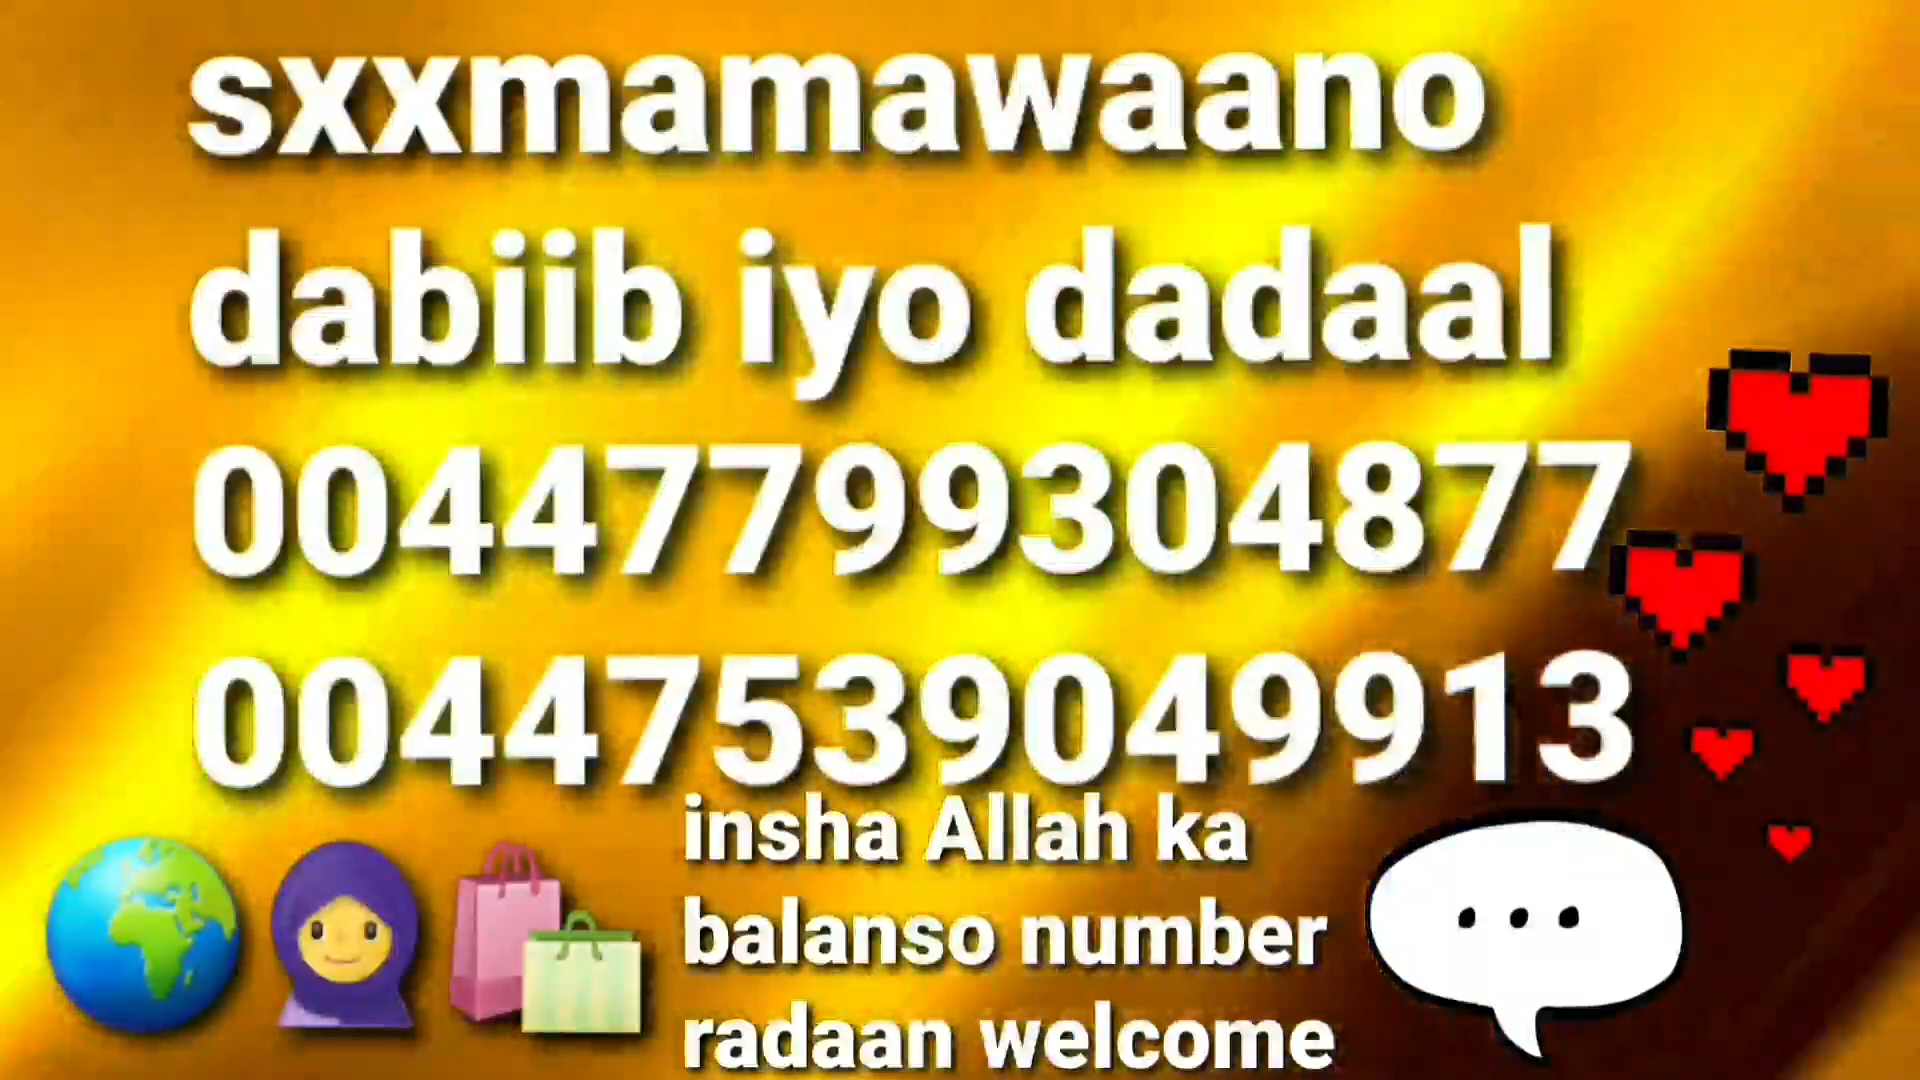 sxxmamawaano
dabiib iyo dadaal
00447799304877
00447539049913
insha Allah ka
balanso number
radaan welcome